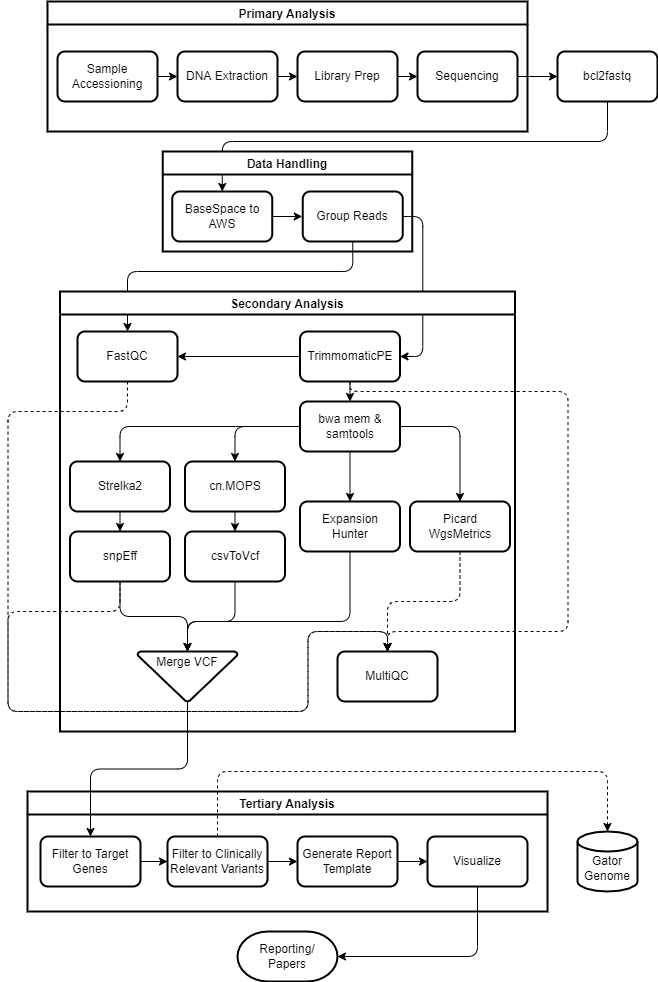 Primary Analysis
Sample
Accessioning
DNA Extraction
Library Prep
Sequencing
bcl2fastq
Data Handling
BaseSpace to
AWS
Group Reads
Secondary Analysis
FastQC
TrimmomaticPE
bwa mem &
samtools
Strelka2
cn.MOPS
Expansion
Hunter
Picard
WgsMetrics
snpEff
csvToVcf
Merge VCF
MultiQC
Tertiary Analysis
Filter to Target
Genes
Filter to Clinically
Relevant Variants
Generate Report
Template
Visualize
Gator
Genome
Reporting/
Papers